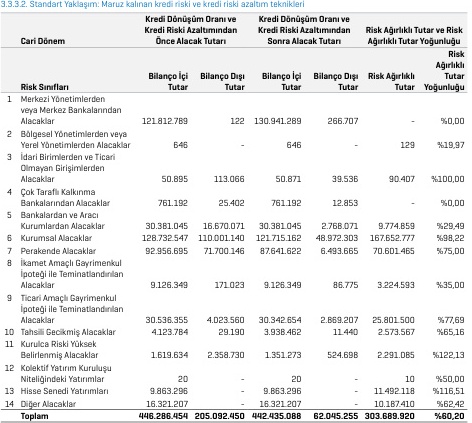 3.3.3.2. Standart Yaklaşım: Maruz kalınan kredi riski ve kredi riski azaltım teknikleri
Cari Dönem
Kredi Dönüşüm Oranı ve Kredi Riski Azaltımından Önce Alacak Tutarı
Kredi Dönüşüm Oranı ve Kredi Riski Azaltımından Sonra Alacak Tutarı
Risk Ağırlıklı Tutar ve Risk Ağırlıklı Tutar Yoğunluğu
Risk Sınıfları Bilanço İçi Tutar Bilanço Dışı Tutar Bilanço İçi Tutar Bilanço Dışı Tutar Risk Ağırlıklı Tutar Risk Ağırlıklı Tutar Yoğunluğu
1 Merkezi Yönetimlerden
veya Merkez Bankalarından
Alacaklar 121.812.789 122 130.941.289 266.707 - %0,00
2 Bölgesel Yönetimlerden veya
Yerel Yönetimlerden Alacaklar 646 - 646 - 129 %19,97
3 İdari Birimlerden ve Ticari
Olmayan Girişimlerden
Alacaklar 50.895 113.066 50.871 39.536 90.407 %100,00
4 Çok Taraflı Kalkınma
Bankalarından Alacaklar 761.192 25.402 761.192 12.853 - %0,00
5 Bankalardan ve Aracı
Kurumlardan Alacaklar 30.381.045 16.670.071 30.381.045 2.768.071 9.774.859 %29,49
6 Kurumsal Alacaklar 128.732.547 110.001.140 121.715.162 48.972.303 167.652.777 %98,22
7 Perakende Alacaklar 92.956.695 71.700.146 87.641.622 6.493.665 70.601.465 %75,00
8 İkamet Amaçlı Gayrimenkul
İpoteği ile Teminatlandırılan
Alacaklar 9.126.349 171.023 9.126.349 86.775 3.224.593 %35,00
9 Ticari Amaçlı Gayrimenkul
İpoteği ile Teminatlandırılan
Alacaklar 30.536.355 4.023.560 30.342.654 2.869.207 25.801.500 %77,69
10 Tahsili Gecikmiş Alacaklar 4.123.784 29.190 3.938.462 11.440 2.573.567 %65,16
11 Kurulca Riski Yüksek
Belirlenmiş Alacaklar 1.619.634 2.358.730 1.351.273 524.698 2.291.085 %122,13
12 Kolektif Yatırım Kuruluşu
Niteliğindeki Yatırımlar 20 - 20 - 10 %50,00
13 Hisse Senedi Yatırımları 9.863.296 - 9.863.296 - 11.492.118 %116,51
14 Diğer Alacaklar 16.321.207 - 16.321.207 - 10.187.410 %62,42
Toplam 446.286.454 205.092.450 442.435.088 62.045.255 303.689.920 %60,20